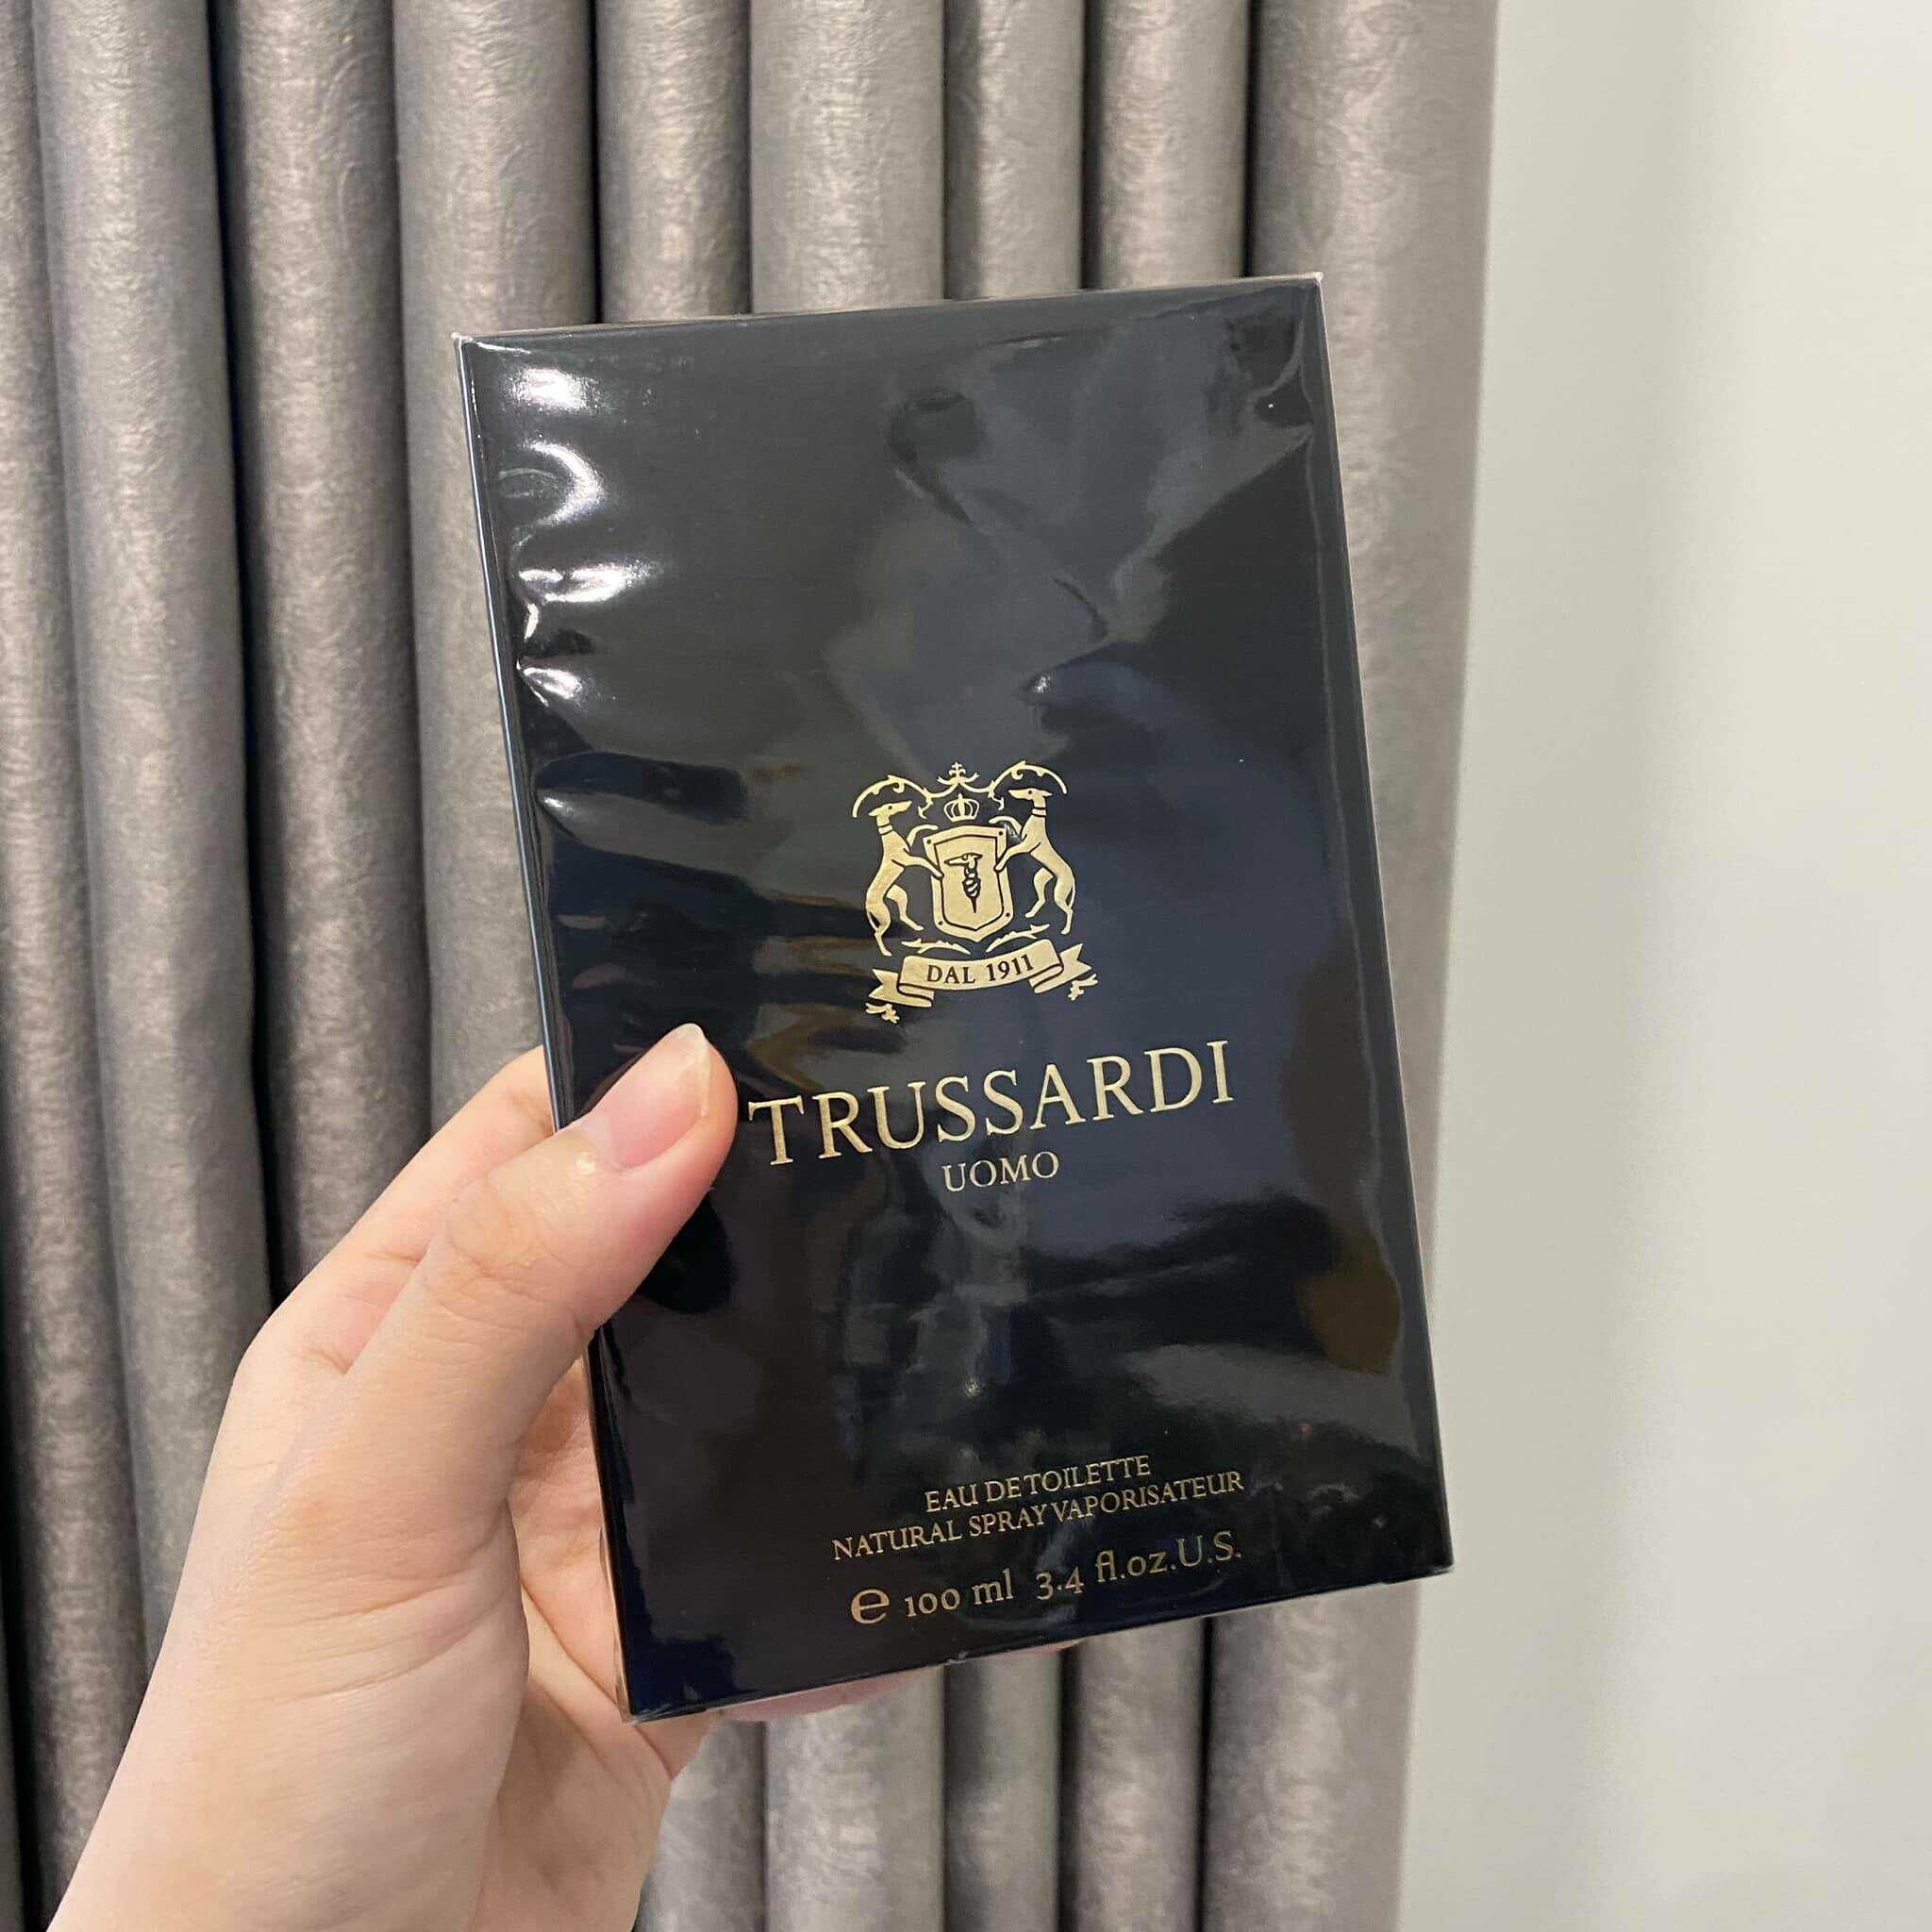 DAL 1911
TRUSSARDI
UOMO
EAU DE TOILETTE
NATURAL SPRAY VAPORISATEUR
e 100 ml 3.4 fl.oz.U.S.